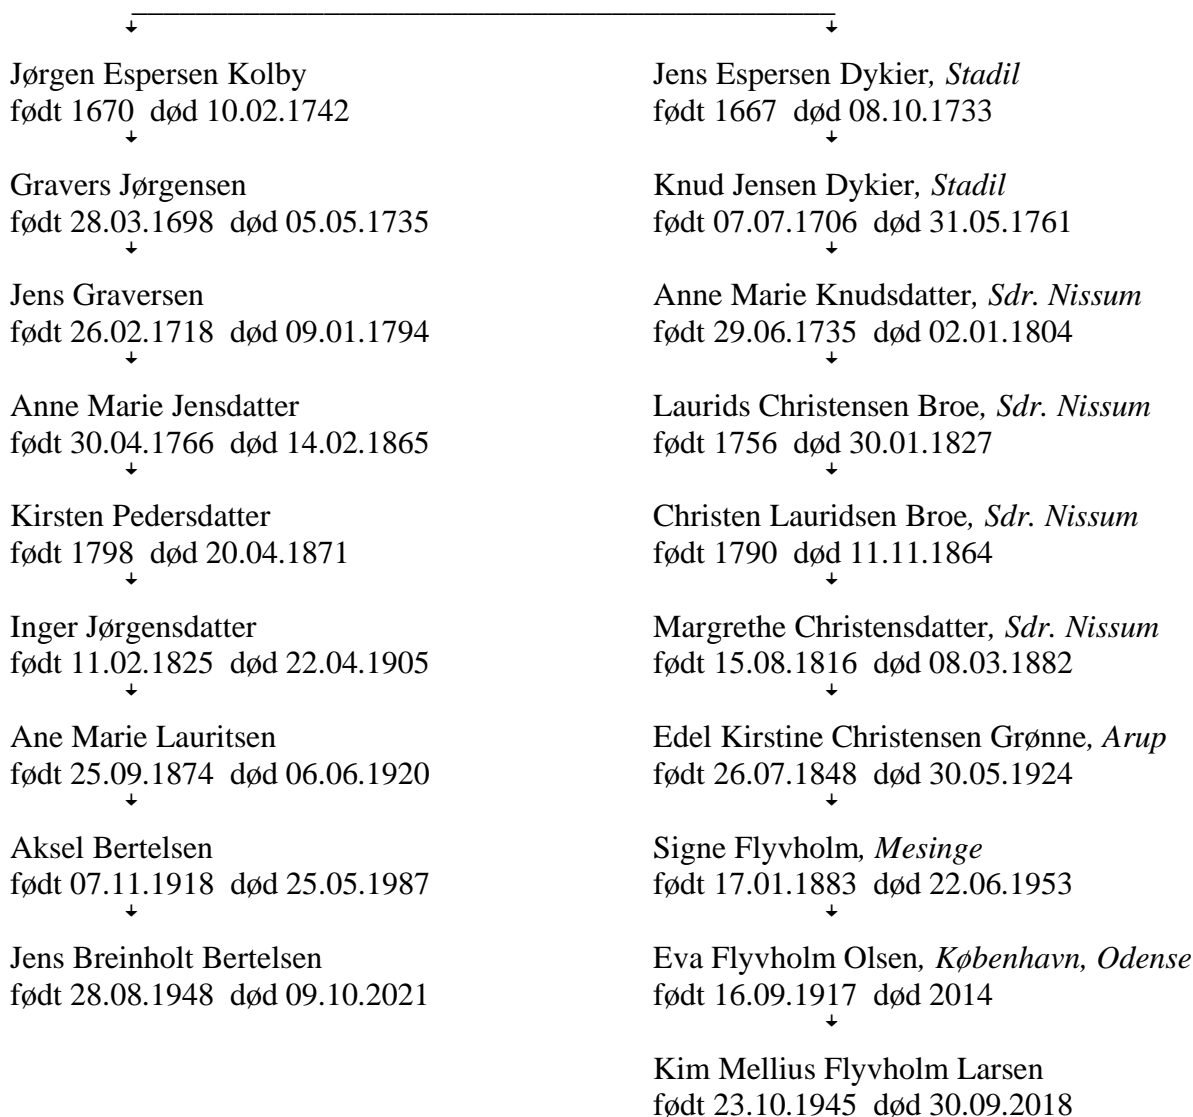 Jørgen Espersen Kolby
født 1670  død 10.02.1742
Gravers Jørgensen
født 28.03.1698  død 05.05.1735
Jens Graversen
født 26.02.1718  død 09.01.1794
Anne Marie Jensdatter
født 30.04.1766  død 14.02.1865
Kirsten Pedersdatter
født 1798  død 20.04.1871
Inger Jørgensdatter
født 11.02.1825  død 22.04.1905
Ane Marie Lauritsen
født 25.09.1874  død 06.06.1920
Aksel Bertelsen
født 07.11.1918  død 25.05.1987
Jens Breinholt Bertelsen
født 28.08.1948  død 09.10.2021
Jens Espersen Dykier, Stadil
født 1667  død 08.10.1733
Knud Jensen Dykier, Stadil
født 07.07.1706  død 31.05.1761
Anne Marie Knudsdatter, Sdr. Nissum
født 29.06.1735  død 02.01.1804
Laurids Christensen Broe, Sdr. Nissum
født 1756  død 30.01.1827
Christen Lauridsen Broe, Sdr. Nissum
født 1790  død 11.11.1864
Margrethe Christensdatter, Sdr. Nissum
født 15.08.1816  død 08.03.1882
Edel Kirstine Christensen Grønne, Arup
født 26.07.1848  død 30.05.1924
Signe Flyvholm, Mesinge
født 17.01.1883  død 22.06.1953
Eva Flyvholm Olsen, København, Odense
født 16.09.1917  død 2014
Kim Mellius Flyvholm Larsen
født 23.10.1945  død 30.09.2018